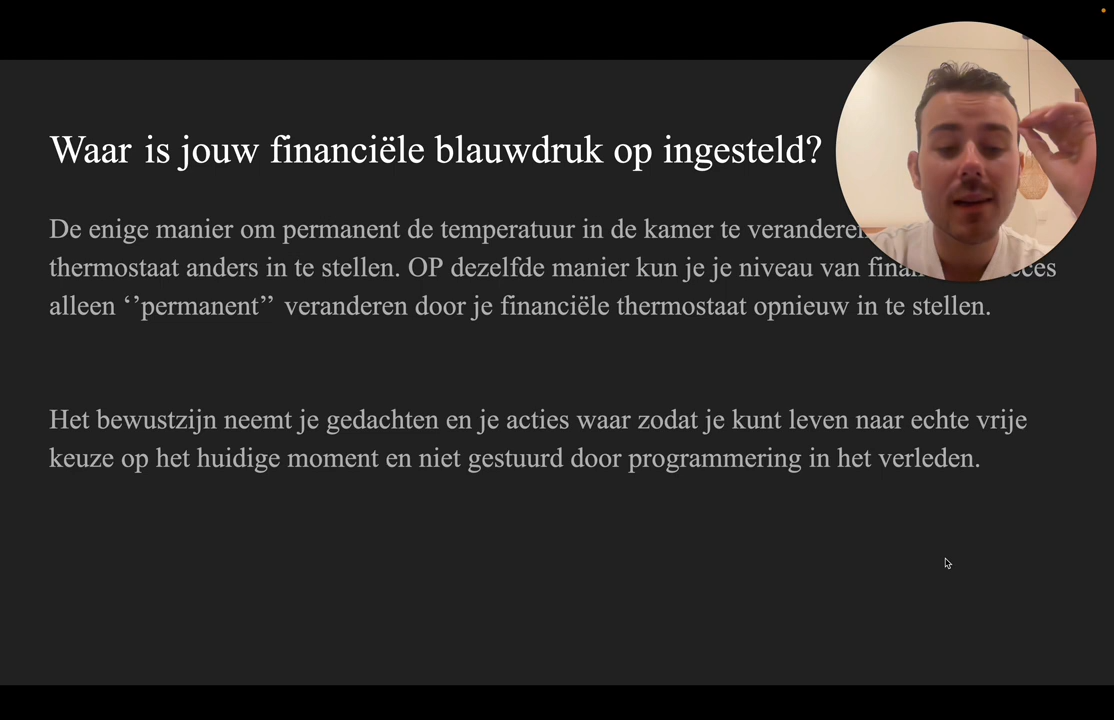 Waar is jouw financiële blauwdruk op ingesteld?
De enige manier om permanent de temperatuur in de kamer te veranderen
thermostaat anders in te stellen. OP dezelfde manier kun je je niveau van
alleen ‘’permanent’’ veranderen door je financiële thermostaat opnieuw in te stellen.
Het bewustzijn neemt je gedachten en je acties waar zodat je kunt leven naar echte vrije
keuze op het huidige moment en niet gestuurd door programmering in het verleden.